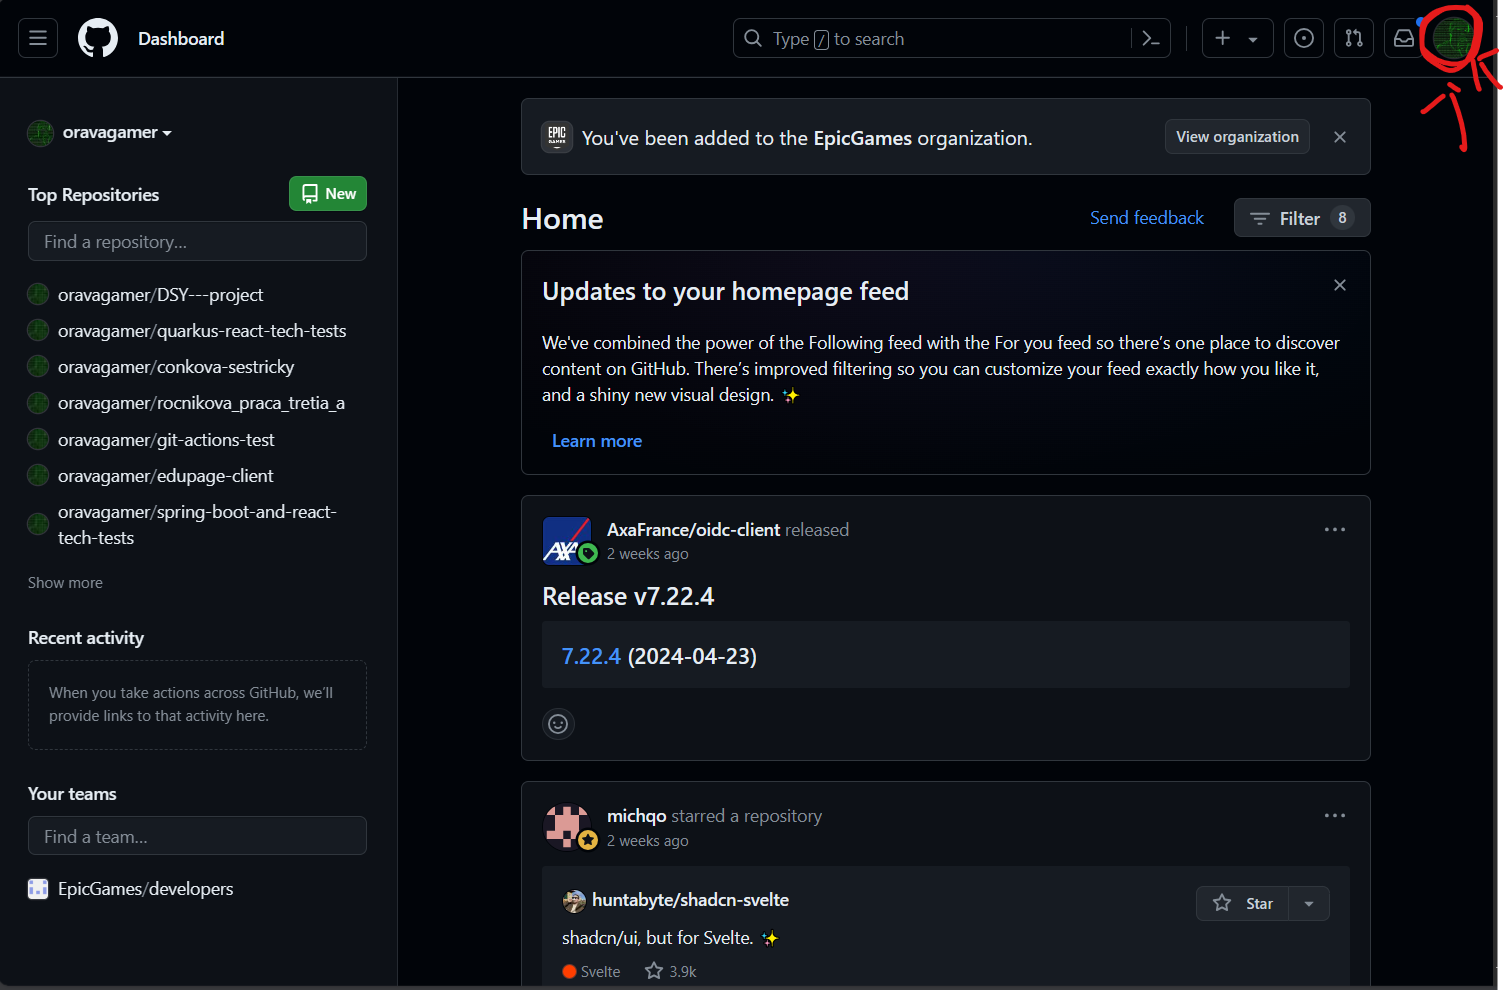 Dashboard
Type / to search
oravagamer
Top Repositories
New
Find a repository...
oravagamer/DSY---project
oravagamer/quarkus-react-tech-tests
oravagamer/conkova-sestricky
oravagamer/rocnikova_praca_tretia_a
oravagamer/git-actions-test
oravagamer/edupage-client
oravagamer/spring-boot-and-react-
tech-tests
Show more
Recent activity
When you take actions across GitHub, we’ll
provide links to that activity here.
Your teams
Find a team...
EpicGames/developers
EPIC
GAMES
You've been added to the EpicGames organization.
View organization
Home
Send feedback
Filter 8
Updates to your homepage feed
We've combined the power of the Following feed with the For you feed so there’s one place to discover
content on GitHub. There’s improved filtering so you can customize your feed exactly how you like it,
and a shiny new visual design. ✨
Learn more
AXA
AxaFrance/oidc-client released
2 weeks ago
Release v7.22.4
7.22.4 (2024-04-23)
michqo starred a repository
2 weeks ago
huntabyte/shadcn-svelte
Star
shadcn/ui, but for Svelte. ✨
Svelte
3.9k